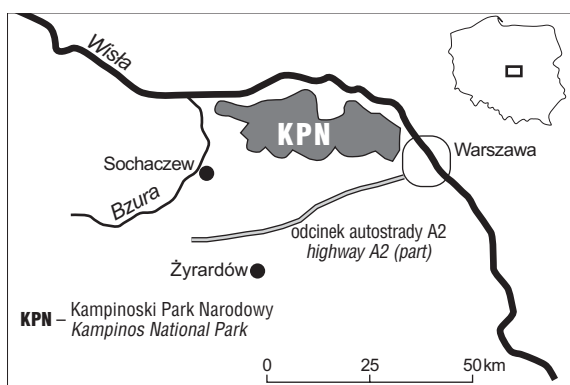 Wisła
KPN
Sochaczew
Warszawa
Bzura
odcinek autostrady A2
highway A2 (part)
Żyrardów
KPN – Kampinoski Park Narodowy
Kampinos National Park
0 25 50 km